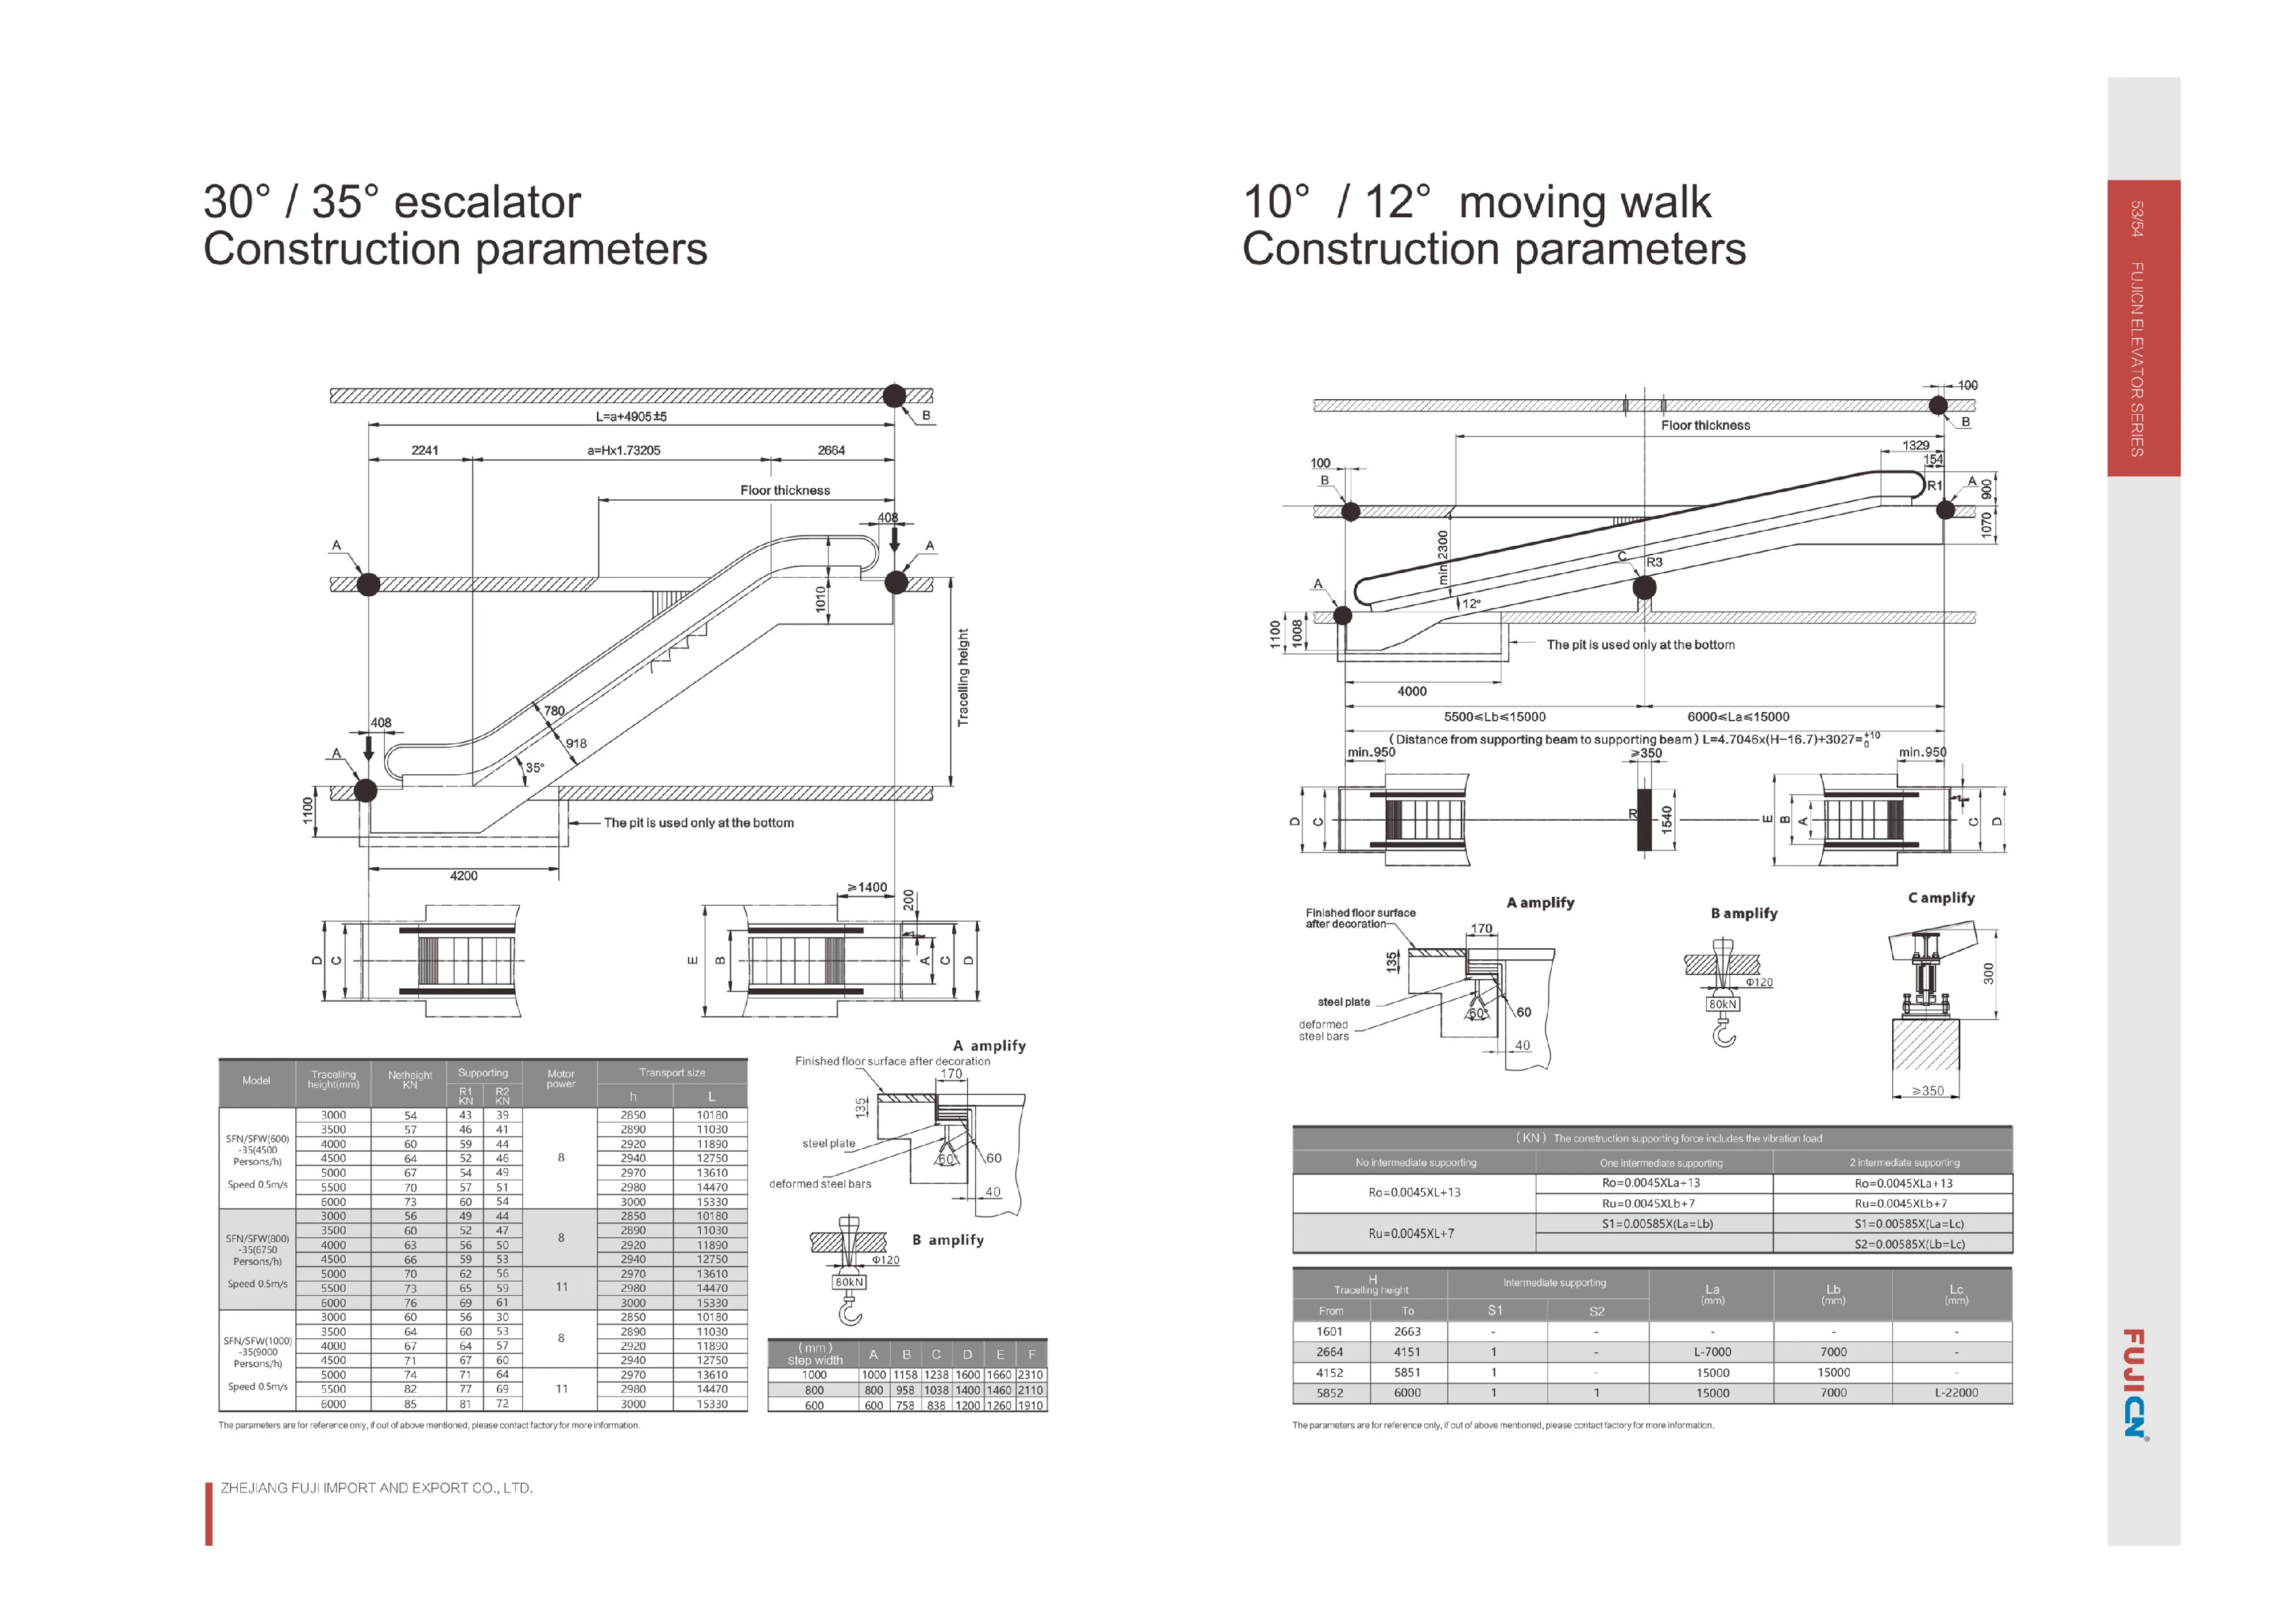 30° / 35° escalator
Construction parameters
L=a+4905±5
B
2241
a=Hx1.73205
2664
Floor thickness
408
A
A
1010
Tracelling height
780
918
408
A
35°
1100
The pit is used only at the bottom
4200
≥1400
200
D
C
E
B
A
C
D
Model
Tracelling height(mm)
Netheight KN
Supporting
R1 KN
R2 KN
Motor power
Transport size
h
L
SFN/SFW(600)
-35(4500
Persons/h)
Speed 0.5m/s
3000 54 43 39 2850 10180
3500 57 46 41 2890 11030
4000 60 59 44 2920 11890
4500 64 52 46 8 2940 12750
5000 67 54 49 2970 13610
5500 70 57 51 2980 14470
6000 73 60 54 3000 15330
SFN/SFW(800)
-35(6750
Persons/h)
Speed 0.5m/s
3000 56 49 44 2850 10180
3500 60 52 47 8 2890 11030
4000 63 56 50 2920 11890
4500 66 59 53 2940 12750
5000 70 62 56 2970 13610
5500 73 65 59 11 2980 14470
6000 76 69 61 3000 15330
SFN/SFW(1000)
-35(9000
Persons/h)
Speed 0.5m/s
3000 60 56 30 2850 10180
3500 64 60 53 8 2890 11030
4000 67 64 57 2920 11890
4500 71 67 60 2940 12750
5000 74 71 64 2970 13610
5500 82 77 69 11 2980 14470
6000 85 81 72 3000 15330
The parameters are for reference only, if out of above mentioned, please contact factory for more information.
A amplify
Finished floor surface after decoration
170
135
steel plate
60°
60
deformed steel bars
40
B amplify
Φ120
80kN
(mm)
step width A B C D E F
1000 1000 1158 1238 1600 1660 2310
800 800 958 1038 1400 1460 2110
600 600 758 838 1200 1260 1910
ZHEJIANG FUJI IMPORT AND EXPORT CO., LTD.
10° / 12° moving walk
Construction parameters
100
B
Floor thickness
1329
154
100
B
R1
A
900
1070
min.2300
C
R3
A
12°
1100
1008
The pit is used only at the bottom
4000
5500≤Lb≤15000
6000≤La≤15000
(Distance from supporting beam to supporting beam) L=4.7046x(H-16.7)+3027=+10 0
min.950
≥350
min.950
D
C
R
1540
E
B
A
C
D
A amplify
Finished floor surface
after decoration
170
135
steel plate
60°
60
deformed
steel bars
40
B amplify
Φ120
80kN
C amplify
300
≥350
(KN) The construction supporting force includes the vibration load
No intermediate supporting
One intermediate supporting
2 intermediate supporting
Ro=0.0045XL+13
Ro=0.0045XLa+13
Ro=0.0045XLa+13
Ru=0.0045XLb+7
Ru=0.0045XLb+7
Ru=0.0045XL+7
S1=0.00585X(La=Lb)
S1=0.00585X(La=Lc)
S2=0.00585X(Lb=Lc)
H
Tracelling height
Intermediate supporting
La (mm)
Lb (mm)
Lc (mm)
From To S1 S2
1601 2663 - - - - -
2664 4151 1 - L-7000 7000 -
4152 5851 1 - 15000 15000 -
5852 6000 1 1 15000 7000 L-22000
The parameters are for reference only, if out of above mentioned, please contact factory for more information.
53/54 FUJICN ELEVATOR SERIES
FUJICN®